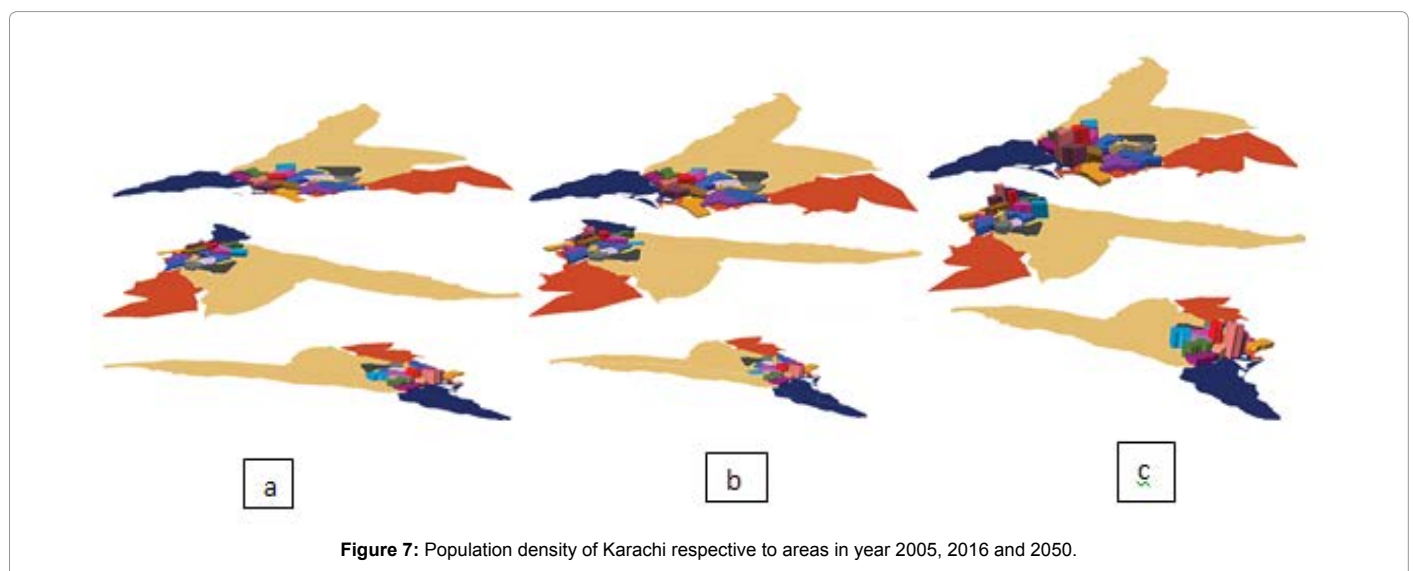 a
b
c
Figure 7: Population density of Karachi respective to areas in year 2005, 2016 and 2050.